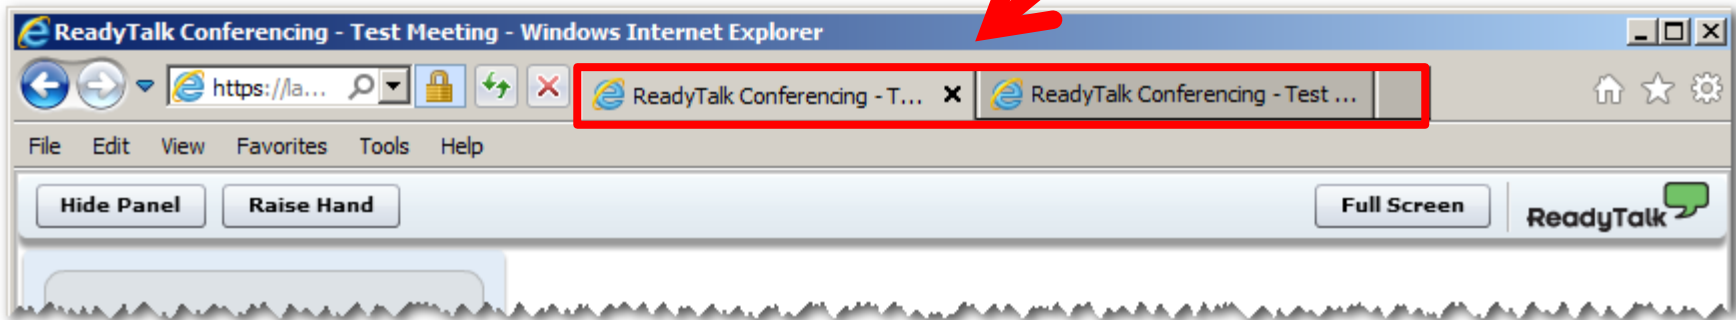 ReadyTalk Conferencing - Test Meeting - Windows Internet Explorer
https://la... ReadyTalk Conferencing - T... ReadyTalk Conferencing - Test ...
File Edit View Favorites Tools Help
Hide Panel Raise Hand Full Screen ReadyTalk